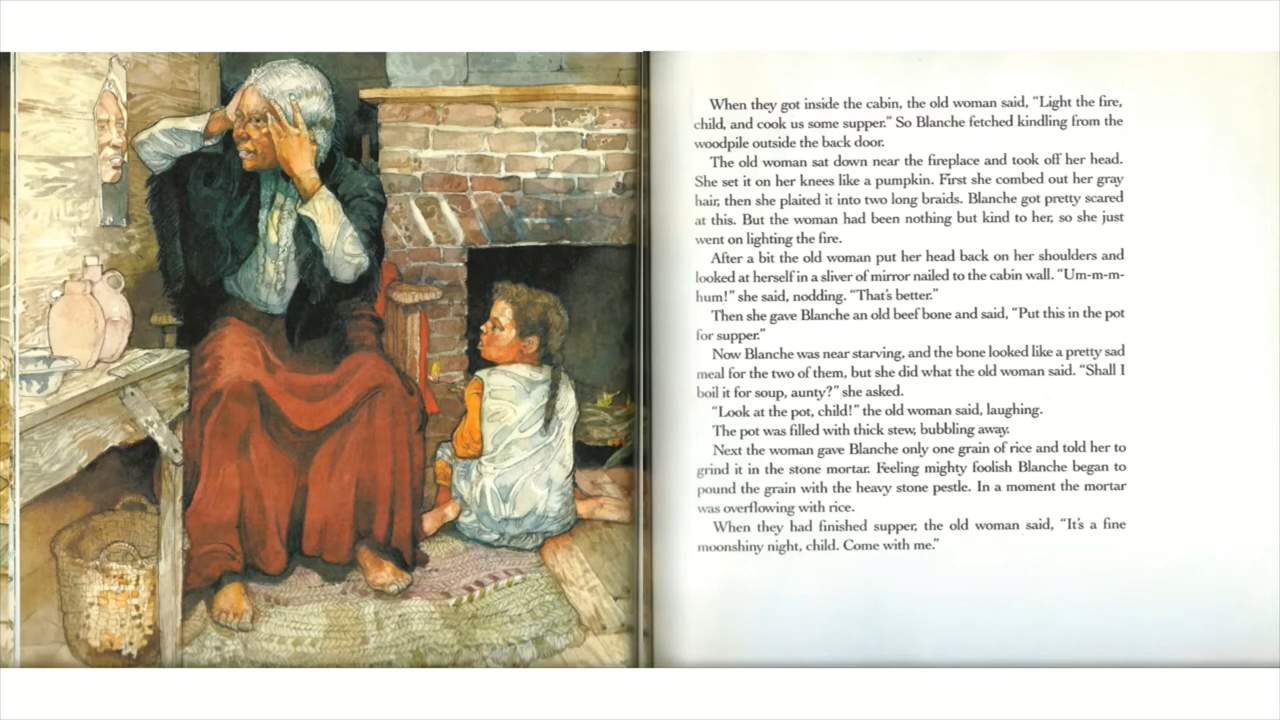 When they got inside the cabin, the old woman said, “Light the fire,
child, and cook us some supper.” So Blanche fetched kindling from the
woodpile outside the back door.
The old woman sat down near the fireplace and took off her head.
She set it on her knees like a pumpkin. First she combed out her gray
hair, then she plaited it into two long braids. Blanche got pretty scared
at this. But the woman had been nothing but kind to her, so she just
went on lighting the fire.
After a bit the old woman put her head back on her shoulders and
looked at herself in a sliver of mirror nailed to the cabin wall. “Um-m-m-
hum!” she said, nodding. “That’s better.”
Then she gave Blanche an old beef bone and said, “Put this in the pot
for supper.”
Now Blanche was near starving, and the bone looked like a pretty sad
meal for the two of them, but she did what the old woman said. “Shall I
boil it for soup, aunty?” she asked.
“Look at the pot, child!” the old woman said, laughing.
The pot was filled with thick stew, bubbling away.
Next the woman gave Blanche only one grain of rice and told her to
grind it in the stone mortar. Feeling mighty foolish Blanche began to
pound the grain with the heavy stone pestle. In a moment the mortar
was overflowing with rice.
When they had finished supper, the old woman said, “It’s a fine
moonshiny night, child. Come with me.”